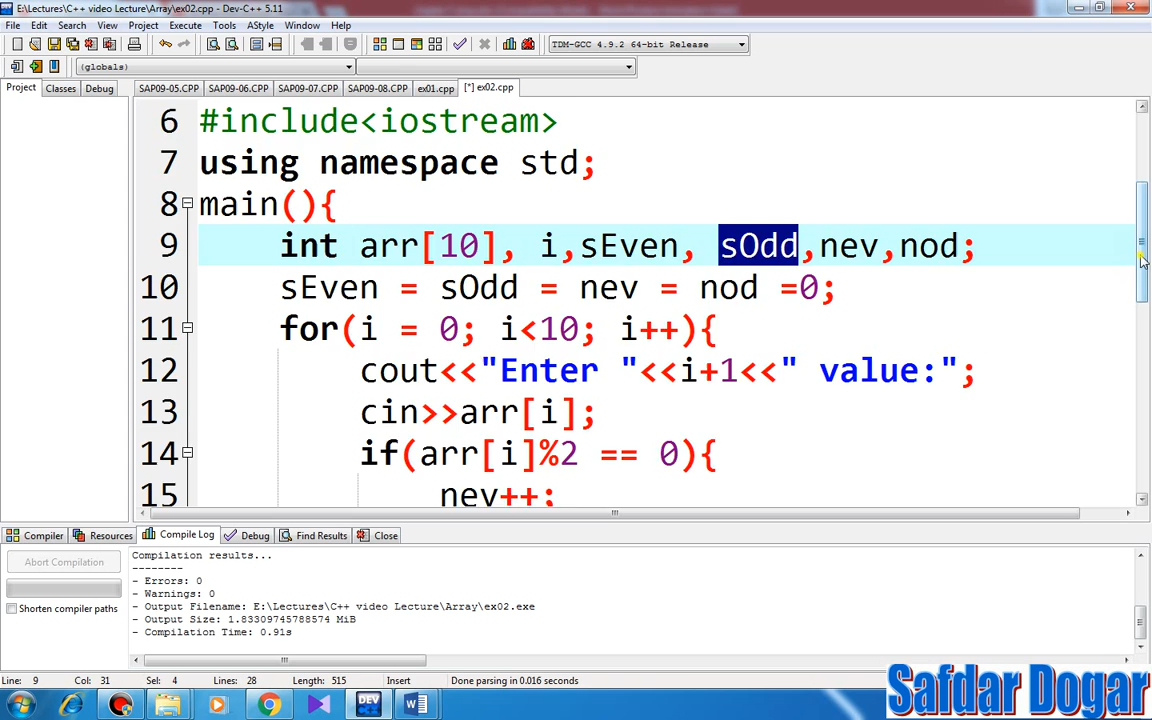 E:\Lectures\C++ video Lecture\Array\ex02.cpp - Dev-C++ 5.11
File Edit Search View Project Execute Tools AStyle Window Help
TDM-GCC 4.9.2 64-bit Release
(globals)
Project Classes Debug SAP09-05.CPP SAP09-06.CPP SAP09-07.CPP SAP09-08.CPP ex01.cpp [*] ex02.cpp
6 #include<iostream>
7 using namespace std;
8 main(){
9 int arr[10], i,sEven, sOdd,nev,nod;
10 sEven = sOdd = nev = nod =0;
11 for(i = 0; i<10; i++){
12 cout<<"Enter "<<i+1<<" value:";
13 cin>>arr[i];
14 if(arr[i]%2 == 0){
15 nev++;
Compiler Resources Compile Log Debug Find Results Close
Abort Compilation
Shorten compiler paths
Compilation results...
--------
- Errors: 0
- Warnings: 0
- Output Filename: E:\Lectures\C++ video Lecture\Array\ex02.exe
- Output Size: 1.83309745788574 MiB
- Compilation Time: 0.91s
Line: 9 Col: 31 Sel: 4 Lines: 28 Length: 515 Insert Done parsing in 0.016 seconds
DEV C++
Safdar Dogar